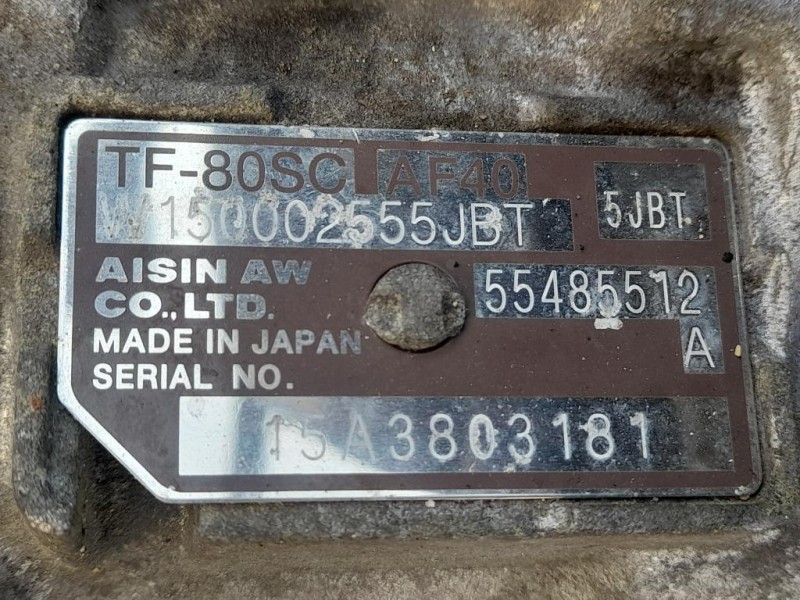 TF-80SC AF40
W150002555JBT 5JBT
AISIN AW
CO., LTD. 55485512
MADE IN JAPAN A
SERIAL NO.
15A3803181